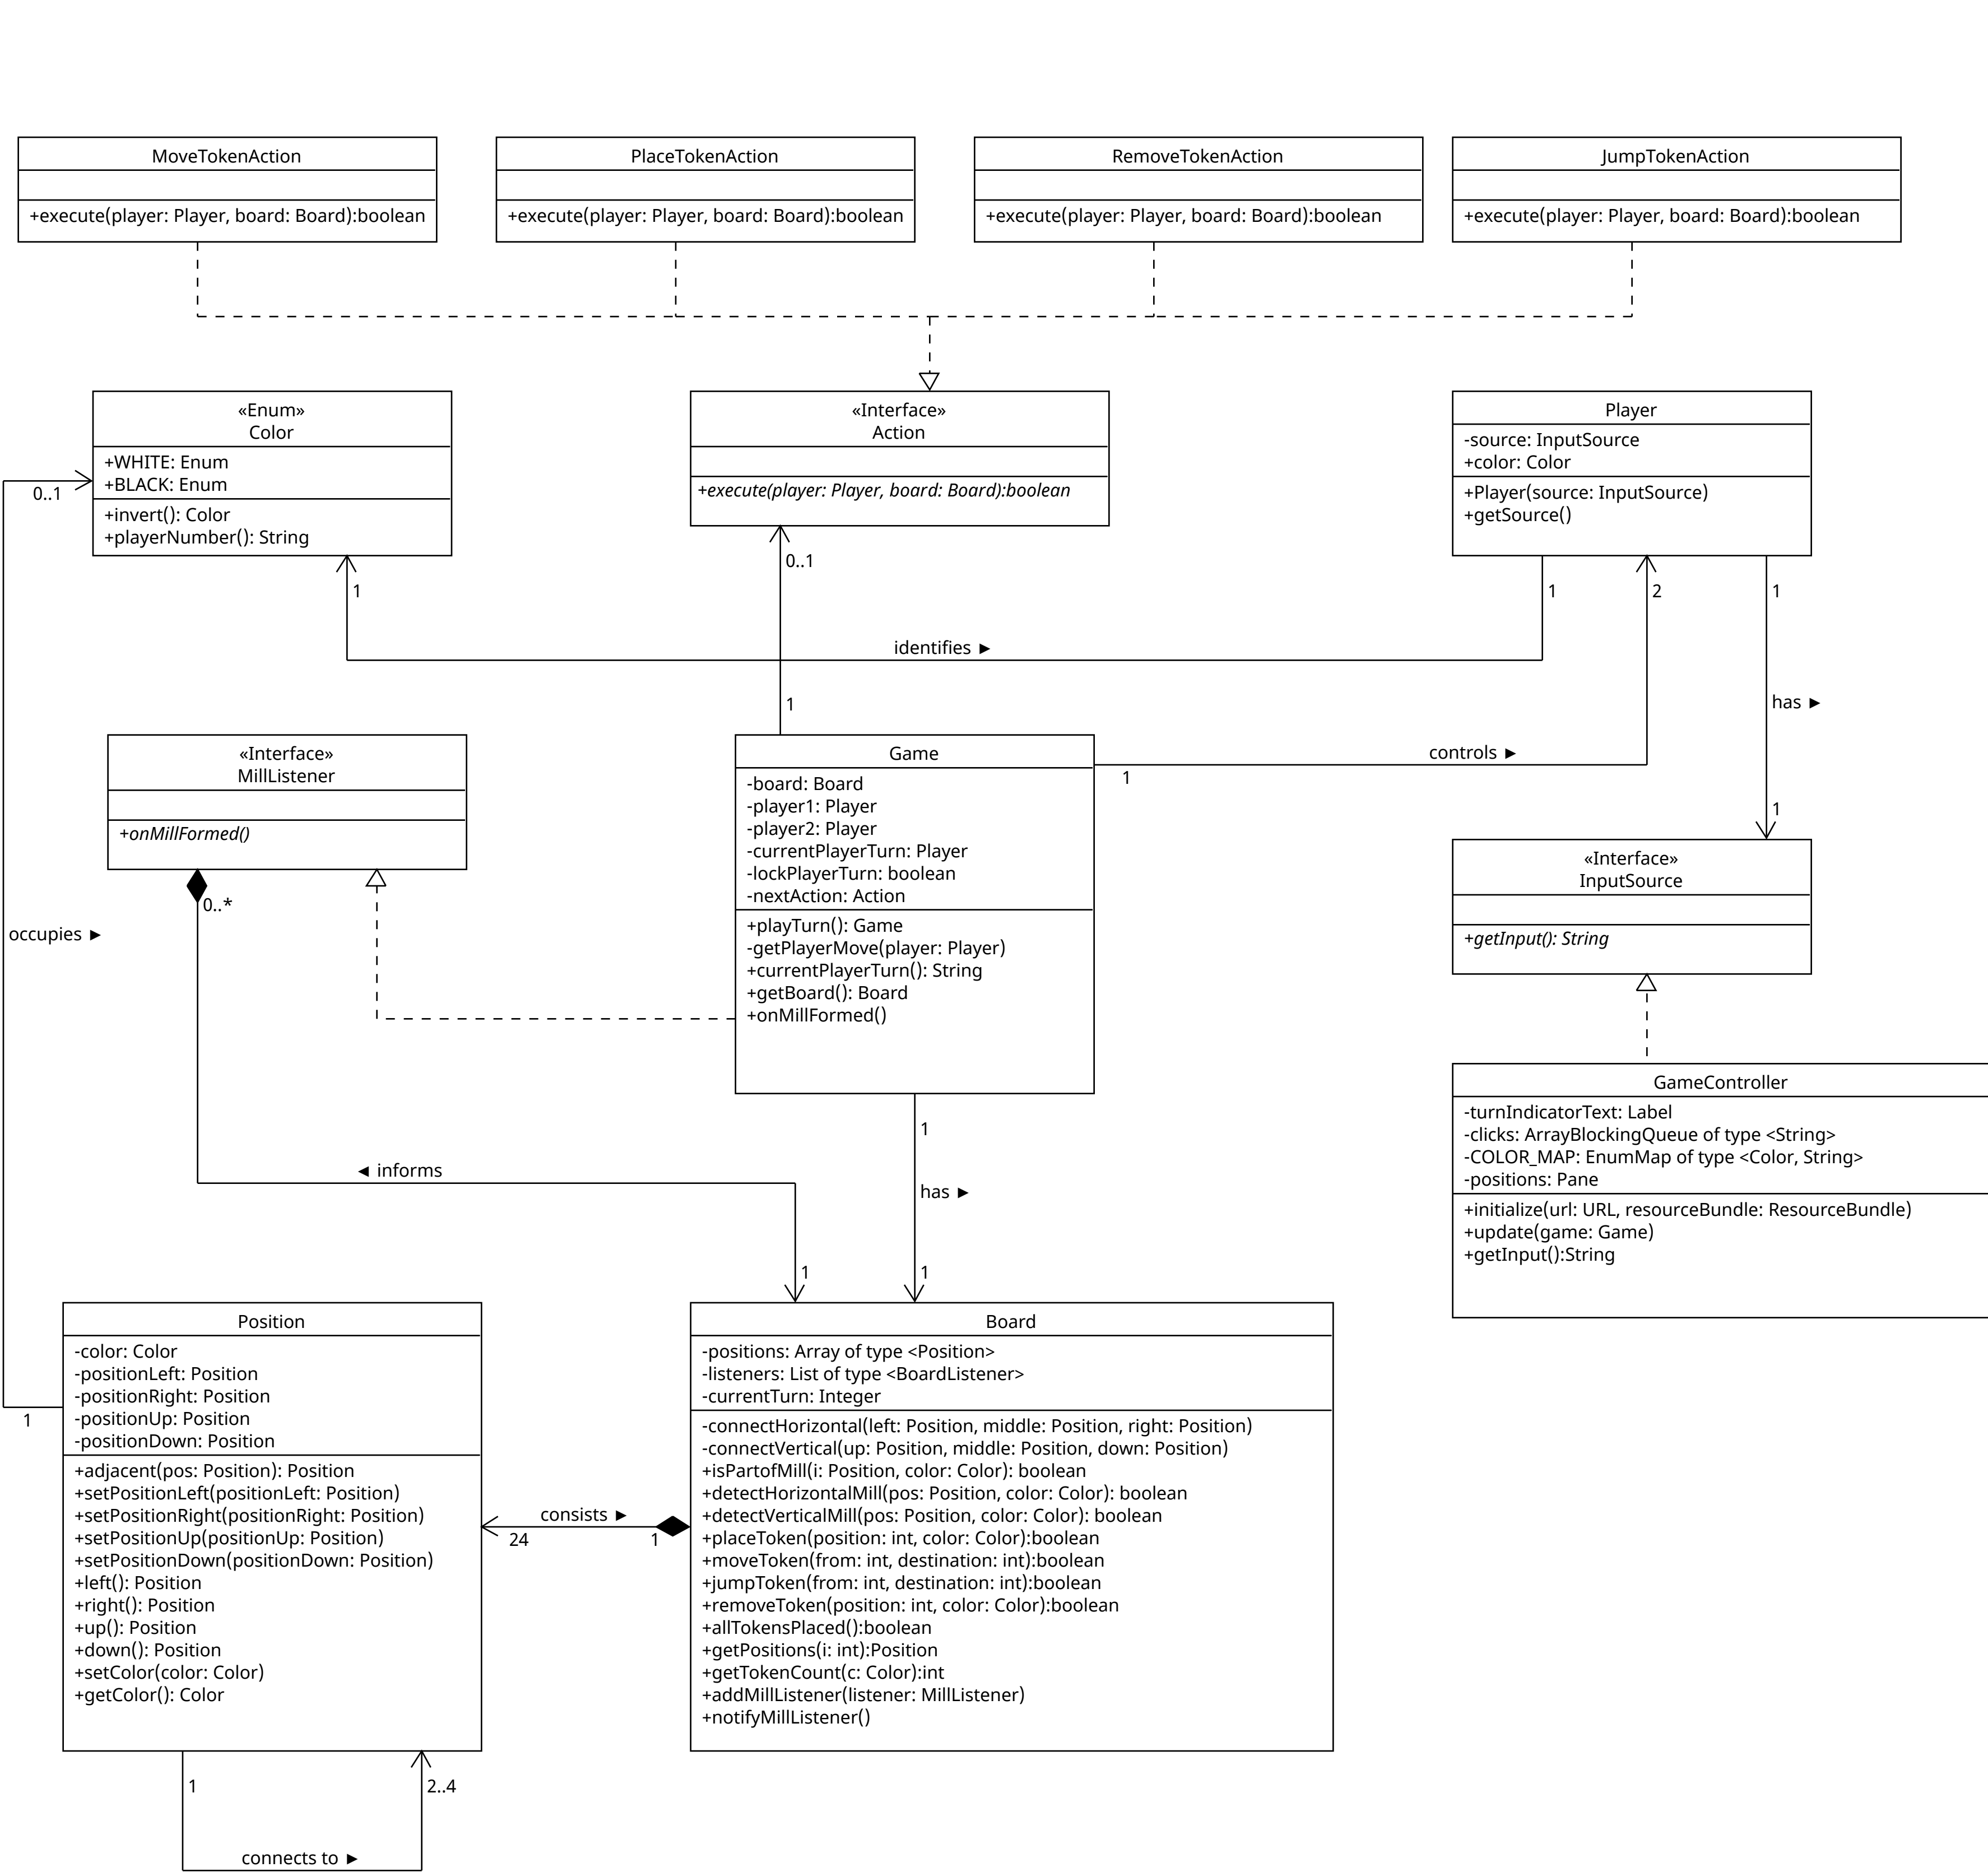 MoveTokenAction
+execute(player: Player, board: Board):boolean
PlaceTokenAction
+execute(player: Player, board: Board):boolean
RemoveTokenAction
+execute(player: Player, board: Board):boolean
JumpTokenAction
+execute(player: Player, board: Board):boolean
«Enum»
Color
+WHITE: Enum
+BLACK: Enum
+invert(): Color
+playerNumber(): String
«Interface»
Action
+execute(player: Player, board: Board):boolean
Player
-source: InputSource
+color: Color
+Player(source: InputSource)
+getSource()
0..1
0..1
1
1
2
1
identifies ►
1
has ►
controls ►
1
1
«Interface»
MillListener
+onMillFormed()
0..*
Game
-board: Board
-player1: Player
-player2: Player
-currentPlayerTurn: Player
-lockPlayerTurn: boolean
-nextAction: Action
+playTurn(): Game
-getPlayerMove(player: Player)
+currentPlayerTurn(): String
+getBoard(): Board
+onMillFormed()
«Interface»
InputSource
+getInput(): String
occupies ►
GameController
-turnIndicatorText: Label
-clicks: ArrayBlockingQueue of type <String>
-COLOR_MAP: EnumMap of type <Color, String>
-positions: Pane
+initialize(url: URL, resourceBundle: ResourceBundle)
+update(game: Game)
+getInput():String
1
◄ informs
has ►
1
1
Position
-color: Color
-positionLeft: Position
-positionRight: Position
-positionUp: Position
-positionDown: Position
+adjacent(pos: Position): Position
+setPositionLeft(positionLeft: Position)
+setPositionRight(positionRight: Position)
+setPositionUp(positionUp: Position)
+setPositionDown(positionDown: Position)
+left(): Position
+right(): Position
+up(): Position
+down(): Position
+setColor(color: Color)
+getColor(): Color
1
consists ►
24
1
Board
-positions: Array of type <Position>
-listeners: List of type <BoardListener>
-currentTurn: Integer
-connectHorizontal(left: Position, middle: Position, right: Position)
-connectVertical(up: Position, middle: Position, down: Position)
+isPartofMill(i: Position, color: Color): boolean
+detectHorizontalMill(pos: Position, color: Color): boolean
+detectVerticalMill(pos: Position, color: Color): boolean
+placeToken(position: int, color: Color):boolean
+moveToken(from: int, destination: int):boolean
+jumpToken(from: int, destination: int):boolean
+removeToken(position: int, color: Color):boolean
+allTokensPlaced():boolean
+getPositions(i: int):Position
+getTokenCount(c: Color):int
+addMillListener(listener: MillListener)
+notifyMillListener()
1
2..4
connects to ►